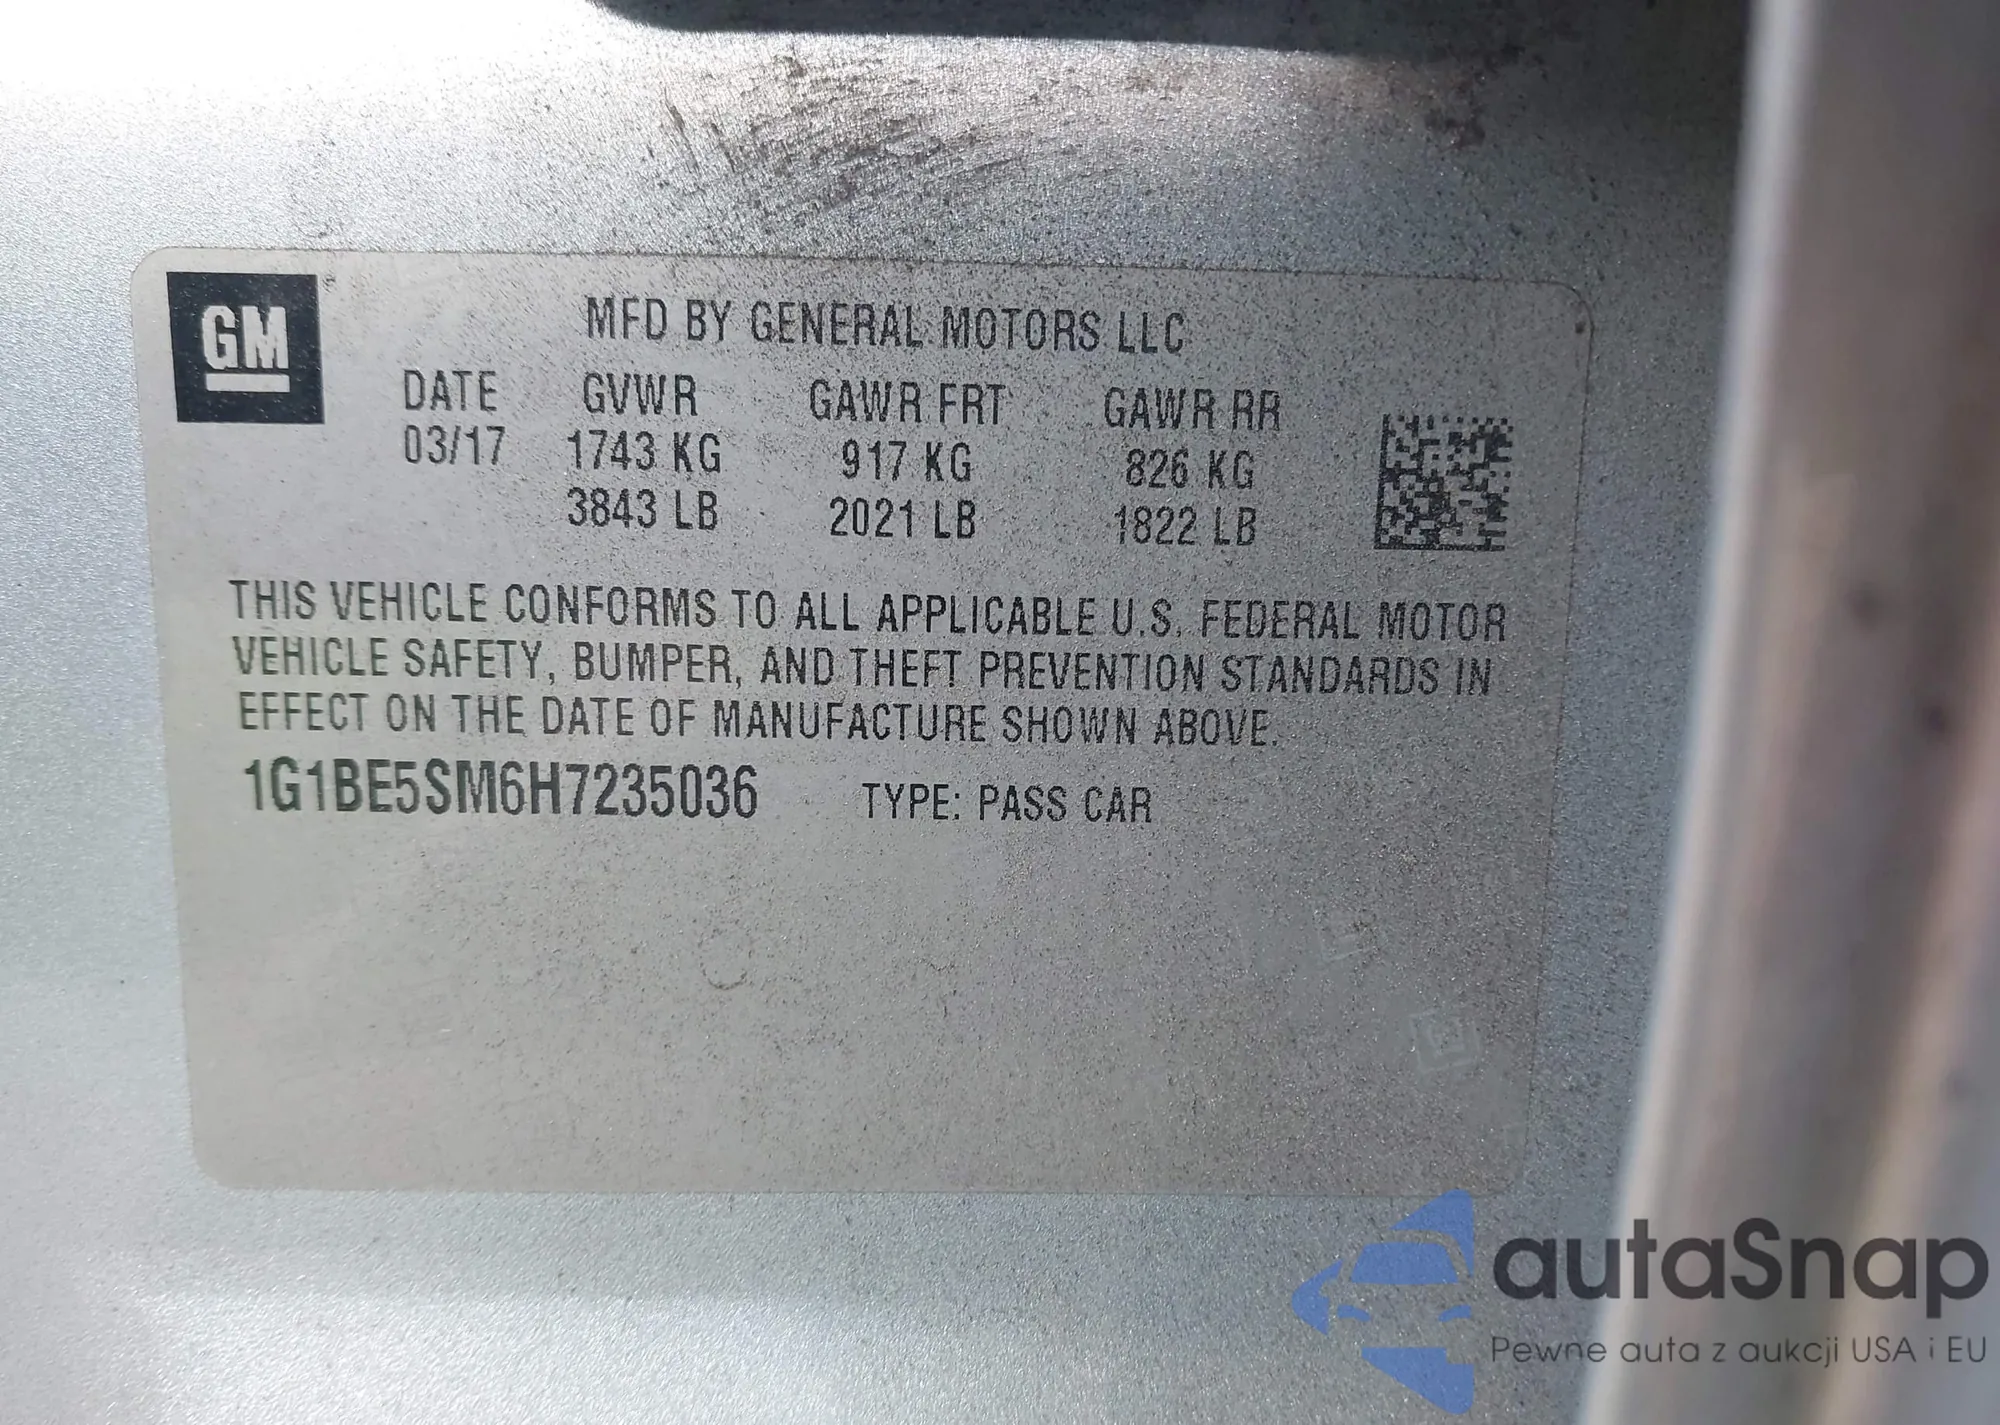 GM
MFD BY GENERAL MOTORS LLC
DATE GVWR GAWR FRT GAWR RR
03/17 1743 KG 917 KG 826 KG
3843 LB 2021 LB 1822 LB
THIS VEHICLE CONFORMS TO ALL APPLICABLE U.S. FEDERAL MOTOR
VEHICLE SAFETY, BUMPER, AND THEFT PREVENTION STANDARDS IN
EFFECT ON THE DATE OF MANUFACTURE SHOWN ABOVE.
1G1BE5SM6H7235036 TYPE: PASS CAR
autaSnap
Pewne auta z aukcji USA i EU